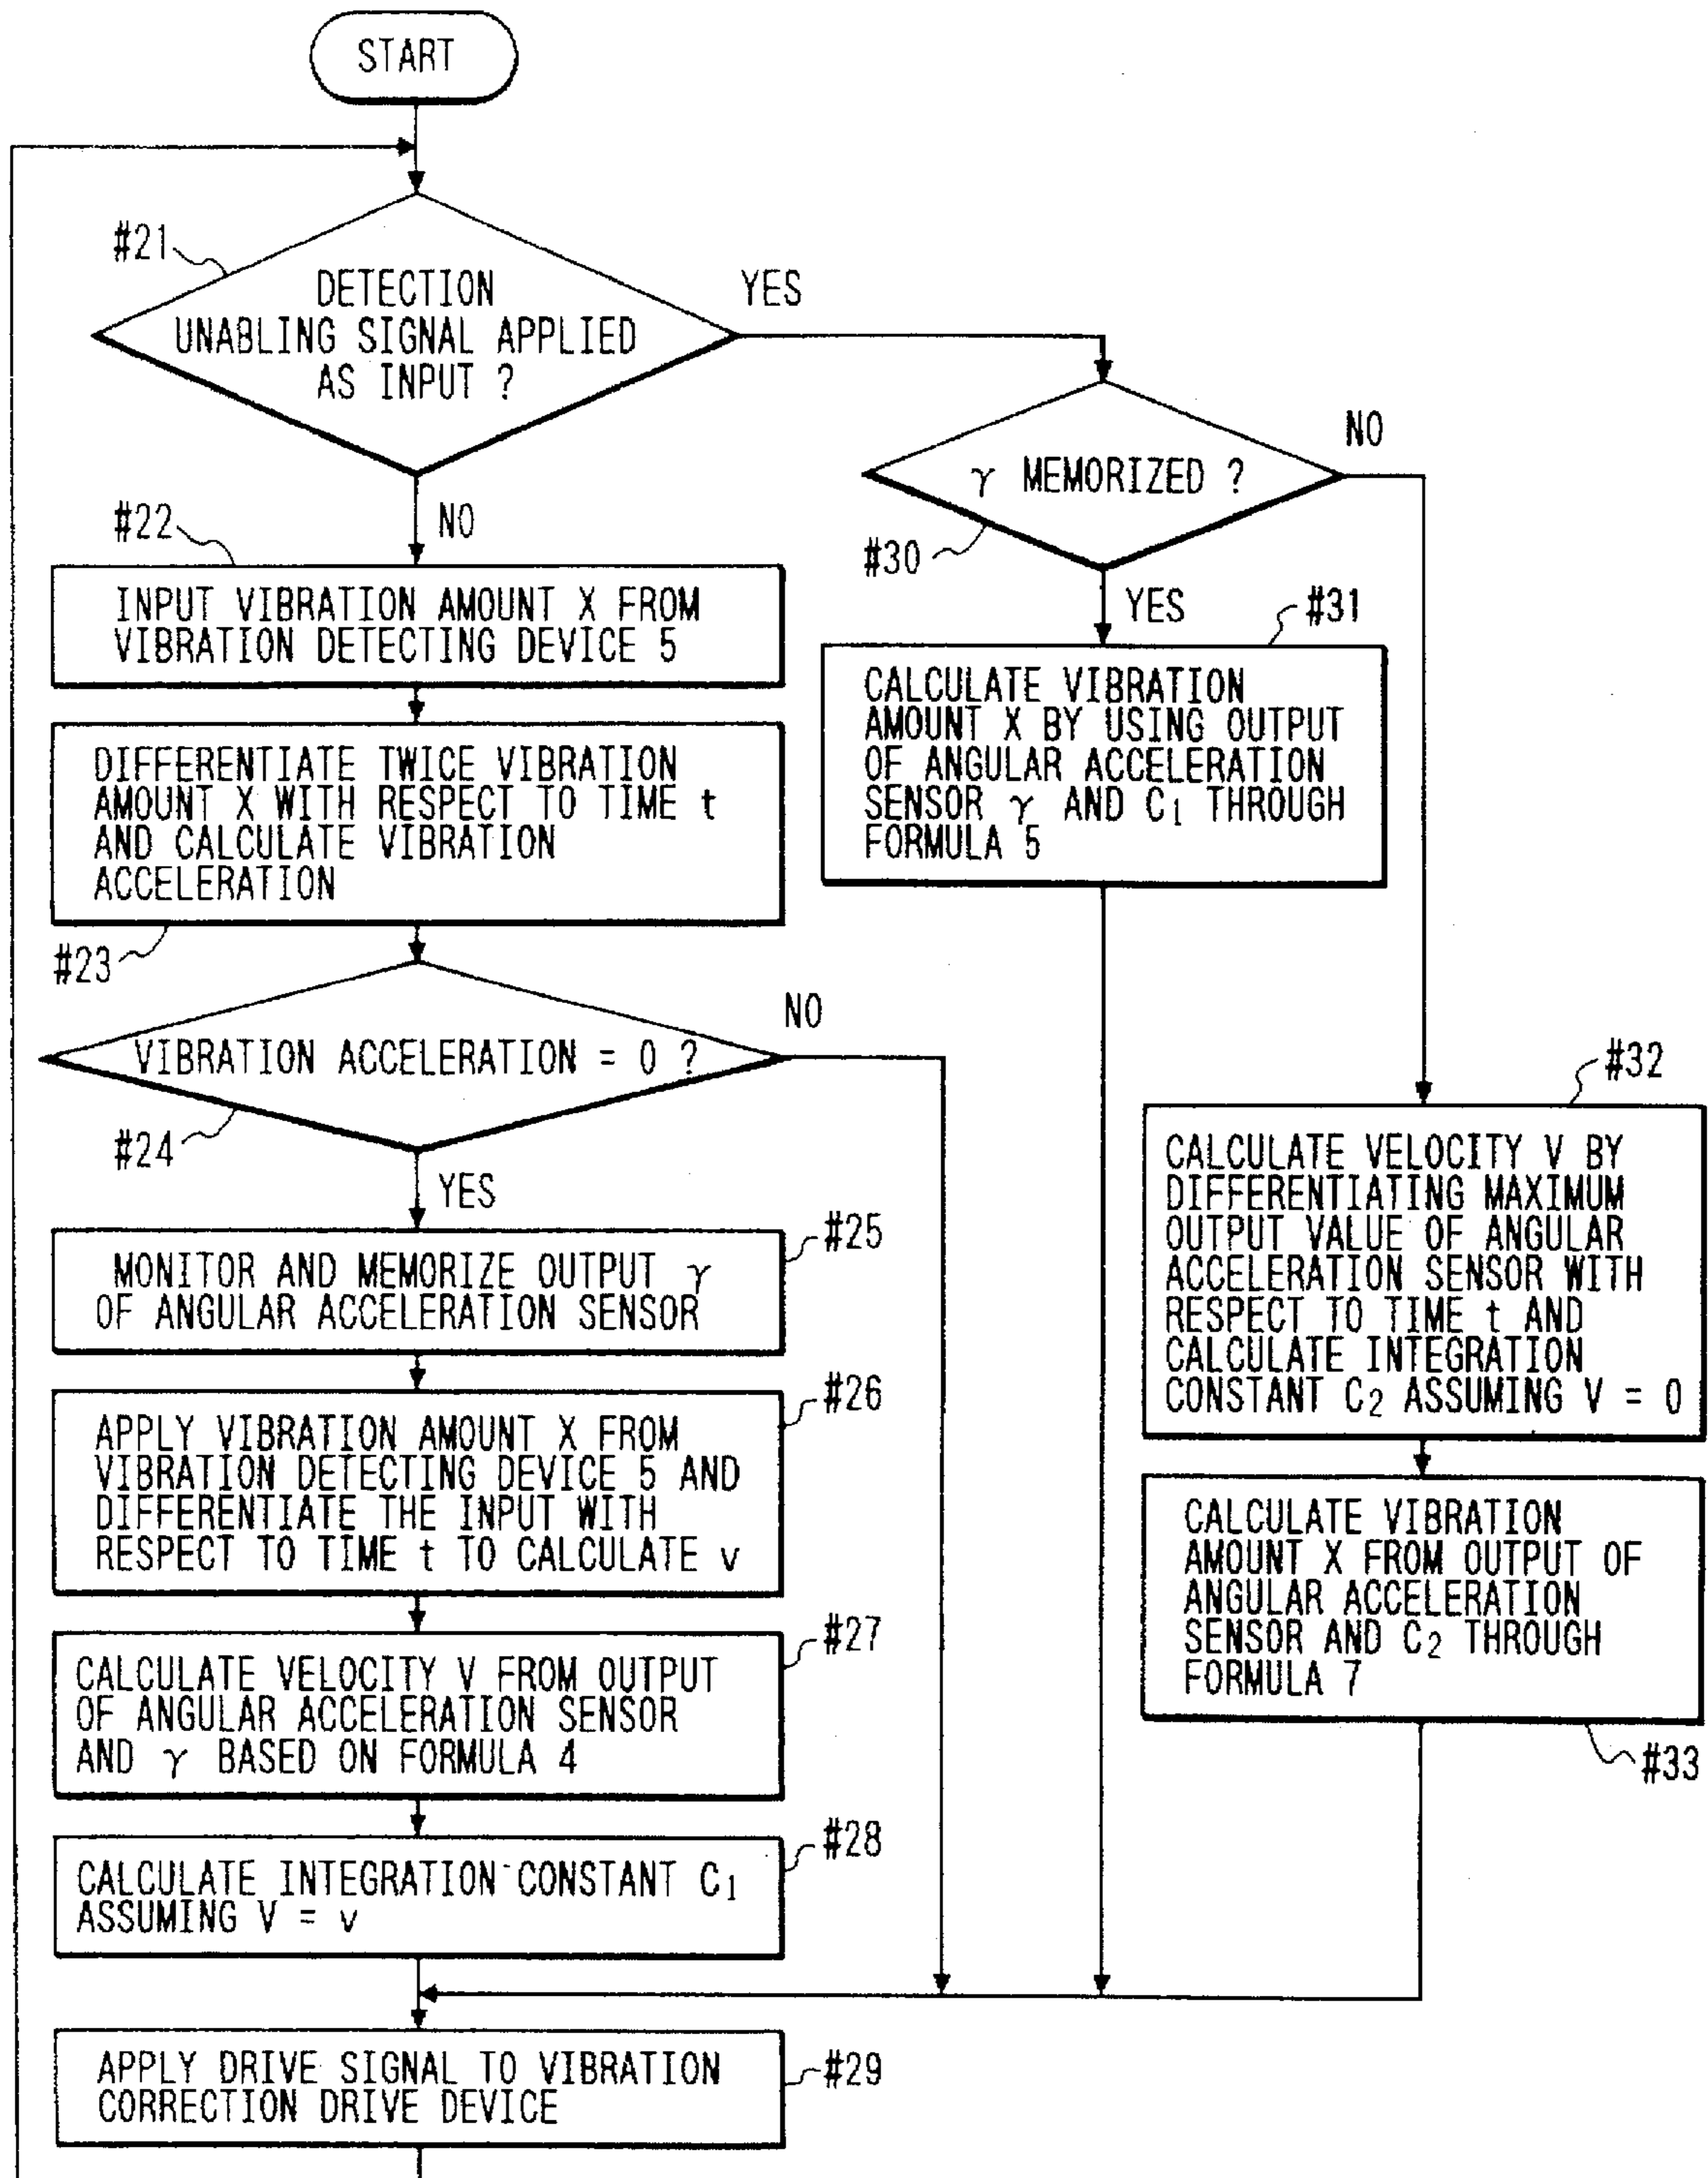 START
#21
DETECTION
UNABLING SIGNAL APPLIED
AS INPUT ?
YES
NO
#22
INPUT VIBRATION AMOUNT X FROM
VIBRATION DETECTING DEVICE 5
DIFFERENTIATE TWICE VIBRATION
AMOUNT X WITH RESPECT TO TIME t
AND CALCULATE VIBRATION
ACCELERATION
#23
VIBRATION ACCELERATION = 0 ?
NO
#24
YES
MONITOR AND MEMORIZE OUTPUT γ
OF ANGULAR ACCELERATION SENSOR
#25
APPLY VIBRATION AMOUNT X FROM
VIBRATION DETECTING DEVICE 5 AND
DIFFERENTIATE THE INPUT WITH
RESPECT TO TIME t TO CALCULATE v
#26
CALCULATE VELOCITY V FROM OUTPUT
OF ANGULAR ACCELERATION SENSOR
AND γ BASED ON FORMULA 4
#27
CALCULATE INTEGRATION CONSTANT C₁
ASSUMING V = v
#28
APPLY DRIVE SIGNAL TO VIBRATION
CORRECTION DRIVE DEVICE
#29
γ MEMORIZED ?
NO
#30
YES
#31
CALCULATE VIBRATION
AMOUNT X BY USING OUTPUT
OF ANGULAR ACCELERATION
SENSOR γ AND C₁ THROUGH
FORMULA 5
#32
CALCULATE VELOCITY V BY
DIFFERENTIATING MAXIMUM
OUTPUT VALUE OF ANGULAR
ACCELERATION SENSOR WITH
RESPECT TO TIME t AND
CALCULATE INTEGRATION
CONSTANT C₂ ASSUMING V = 0
CALCULATE VIBRATION
AMOUNT X FROM OUTPUT OF
ANGULAR ACCELERATION
SENSOR AND C₂ THROUGH
FORMULA 7
#33